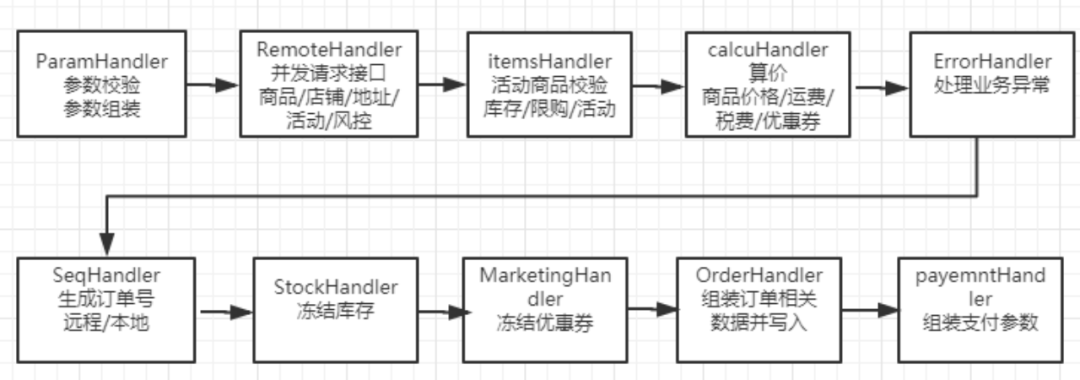 ParamHandler
参数校验
参数组装
RemoteHandler
并发请求接口
商品/店铺/地址/
活动/风控
itemsHandler
活动商品校验
库存/限购/活动
calcuHandler
算价
商品价格/运费/
税费/优惠券
ErrorHandler
处理业务异常
SeqHandler
生成订单号
远程/本地
StockHandler
冻结库存
MarketingHan
dler
冻结优惠券
OrderHandler
组装订单相关
数据并写入
payemntHand
ler
组装支付参数